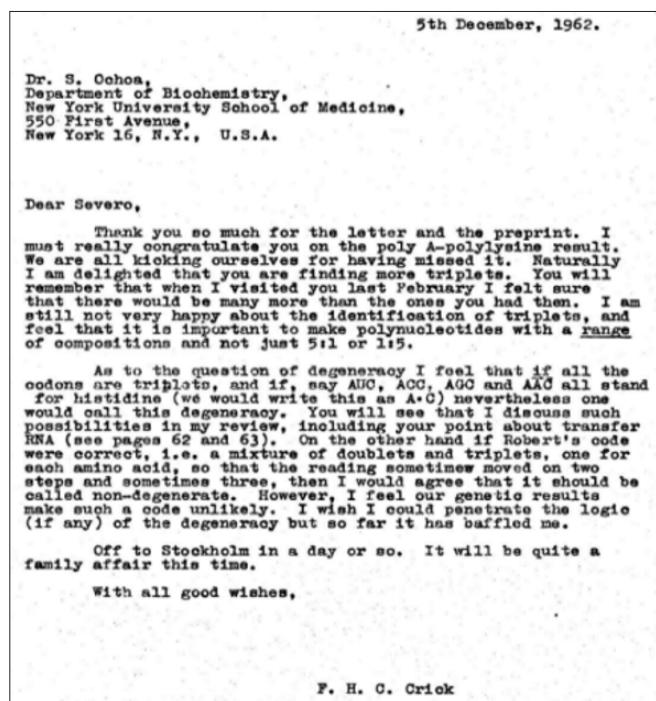 5th December, 1962.
Dr. S. Ochoa,
Department of Biochemistry,
New York University School of Medicine,
550 First Avenue,
New York 16, N.Y., U.S.A.
Dear Severo,
Thank you so much for the letter and the preprint. I
must really congratulate you on the poly A-polylysine result.
We are all kicking ourselves for having missed it. Naturally
I am delighted that you are finding more triplets. You will
remember that when I visited you last February I felt sure
that there would be many more than the ones you had then. I am
still not very happy about the identification of triplets, and
feel that it is important to make polynucleotides with a range
of compositions and not just 5:1 or 1:5.
As to the question of degeneracy I feel that if all the
codons are triplets, and if, say AUC, ACC, AGC and AAC all stand
for histidine (we would write this as A·C) nevertheless one
would call this degeneracy. You will see that I discuss such
possibilities in my review, including your point about transfer
RNA (see pages 62 and 63). On the other hand if Robert's code
were correct, i.e. a mixture of doublets and triplets, one for
each amino acid, so that the reading sometimes moved on two
steps and sometimes three, then I would agree that it should be
called non-degenerate. However, I feel our genetic results
make such a code unlikely. I wish I could penetrate the logic
(if any) of the degeneracy but so far it has baffled me.
Off to Stockholm in a day or so. It will be quite a
family affair this time.
With all good wishes,
F. H. C. Crick